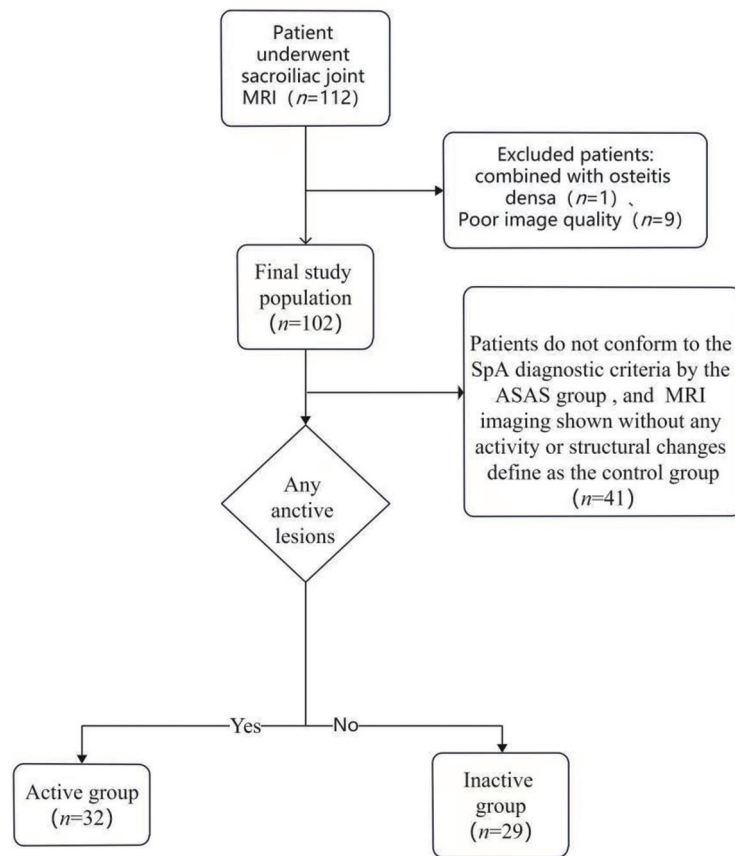 Patient
underwent
sacroiliac joint
MRI（n=112）
Excluded patients:
combined with osteitis
densa（n=1）、
Poor image quality（n=9）
Final study
population
（n=102）
Patients do not conform to the
SpA diagnostic criteria by the
ASAS group , and MRI
imaging shown without any
activity or structural changes
define as the control group
（n=41）
Any
anctive
lesions
Yes
No
Active group
（n=32）
Inactive
group
（n=29）